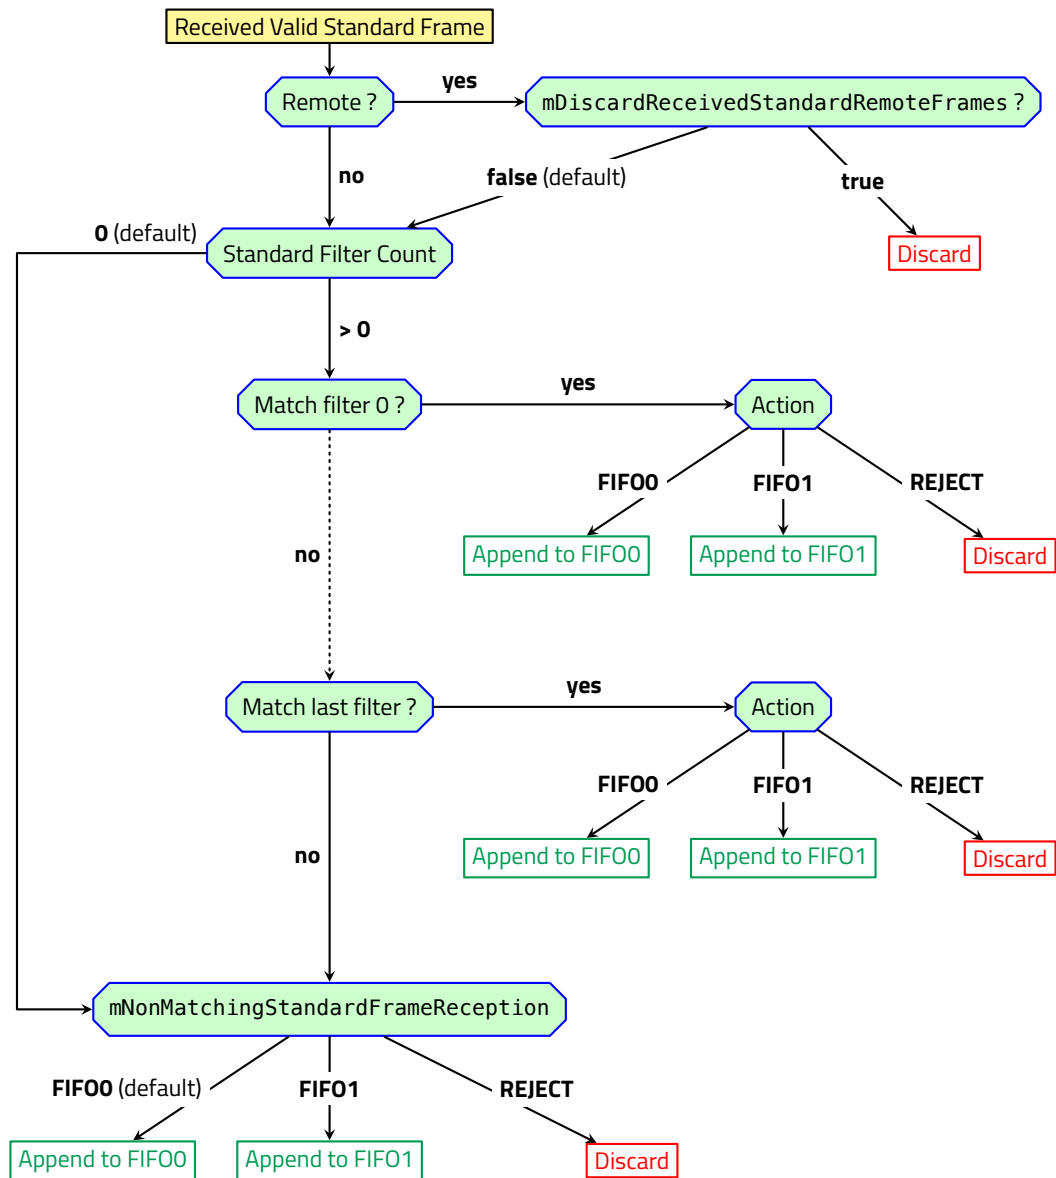 Received Valid Standard Frame
yes
Remote ?
mDiscardReceivedStandardRemoteFrames ?
no
false (default)
true
0 (default)
Standard Filter Count
Discard
> 0
yes
Match filter 0 ?
Action
FIFO0
FIFO1
REJECT
no
Append to FIFO0
Append to FIFO1
Discard
yes
Match last filter ?
Action
FIFO0
FIFO1
REJECT
no
Append to FIFO0
Append to FIFO1
Discard
mNonMatchingStandardFrameReception
FIFO0 (default)
FIFO1
REJECT
Append to FIFO0
Append to FIFO1
Discard